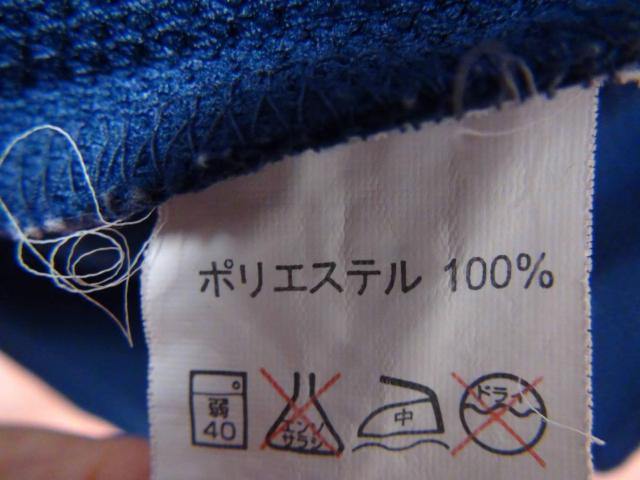 ポリエステル 100%
弱
40
エンソ
サラシ
中
ドライ